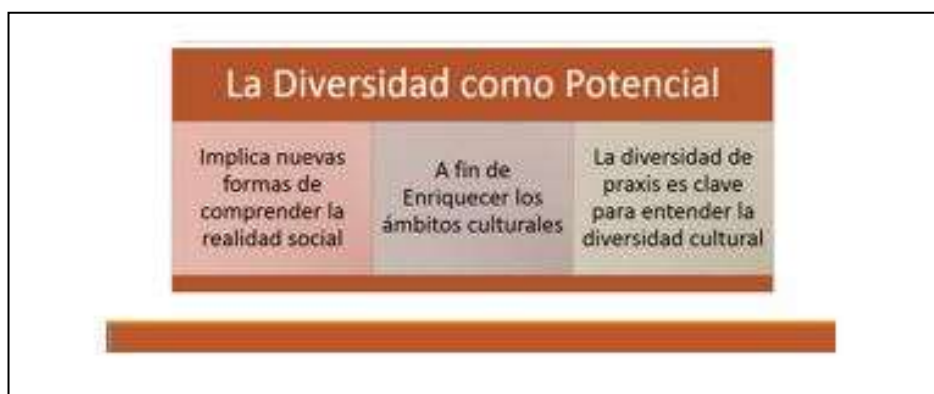 La Diversidad como Potencial
Implica nuevas
formas de
comprender la
realidad social
A fin de
Enriquecer los
ámbitos culturales
La diversidad de
praxis es clave
para entender la
diversidad cultural